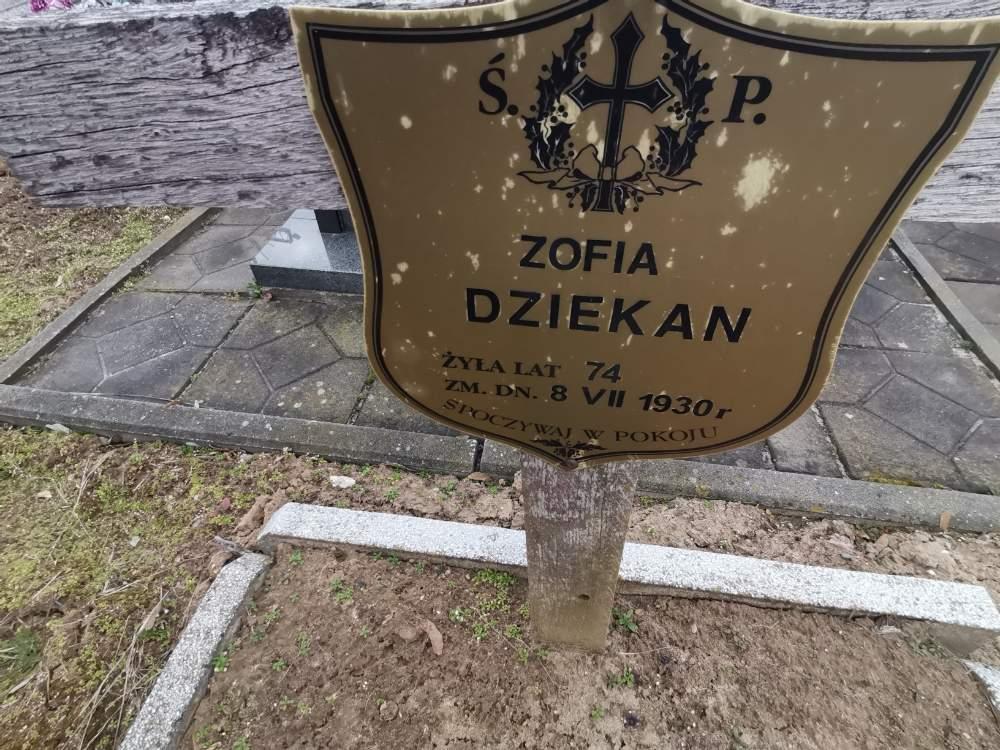 Ś. P.
ZOFIA
DZIEKAN
ŻYŁA LAT 74
ZM. DN. 8 VII 1930 r
SPOCZYWAJ W POKOJU